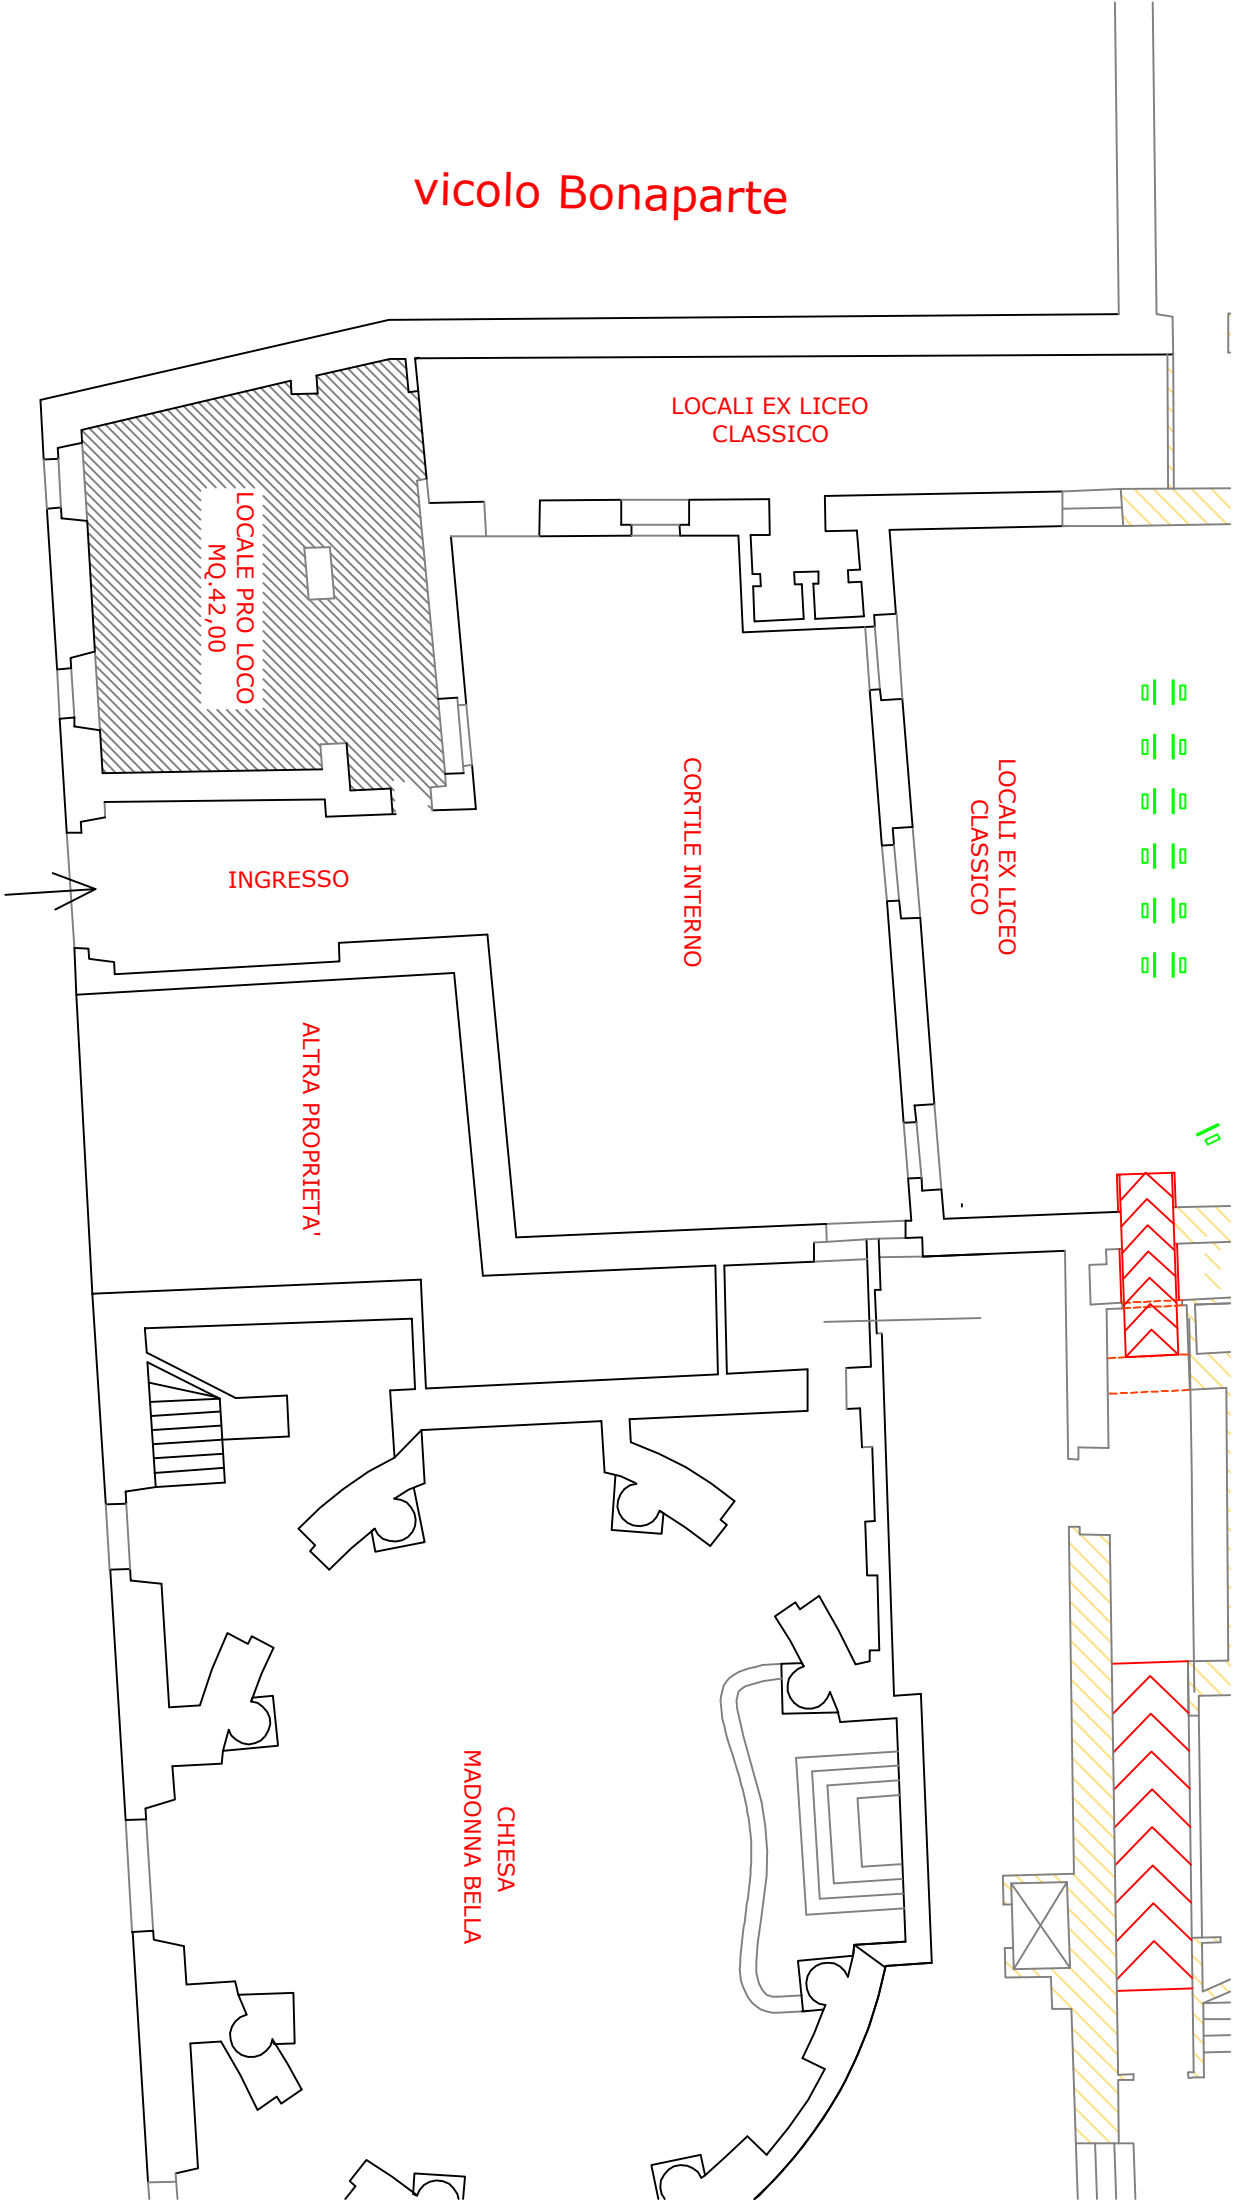 vicolo Bonaparte
LOCALI EX LICEO
CLASSICO
LOCALE PRO LOCO
MQ.42,00
CORTILE INTERNO
LOCALI EX LICEO
CLASSICO
INGRESSO
ALTRA PROPRIETA'
CHIESA
MADONNA BELLA